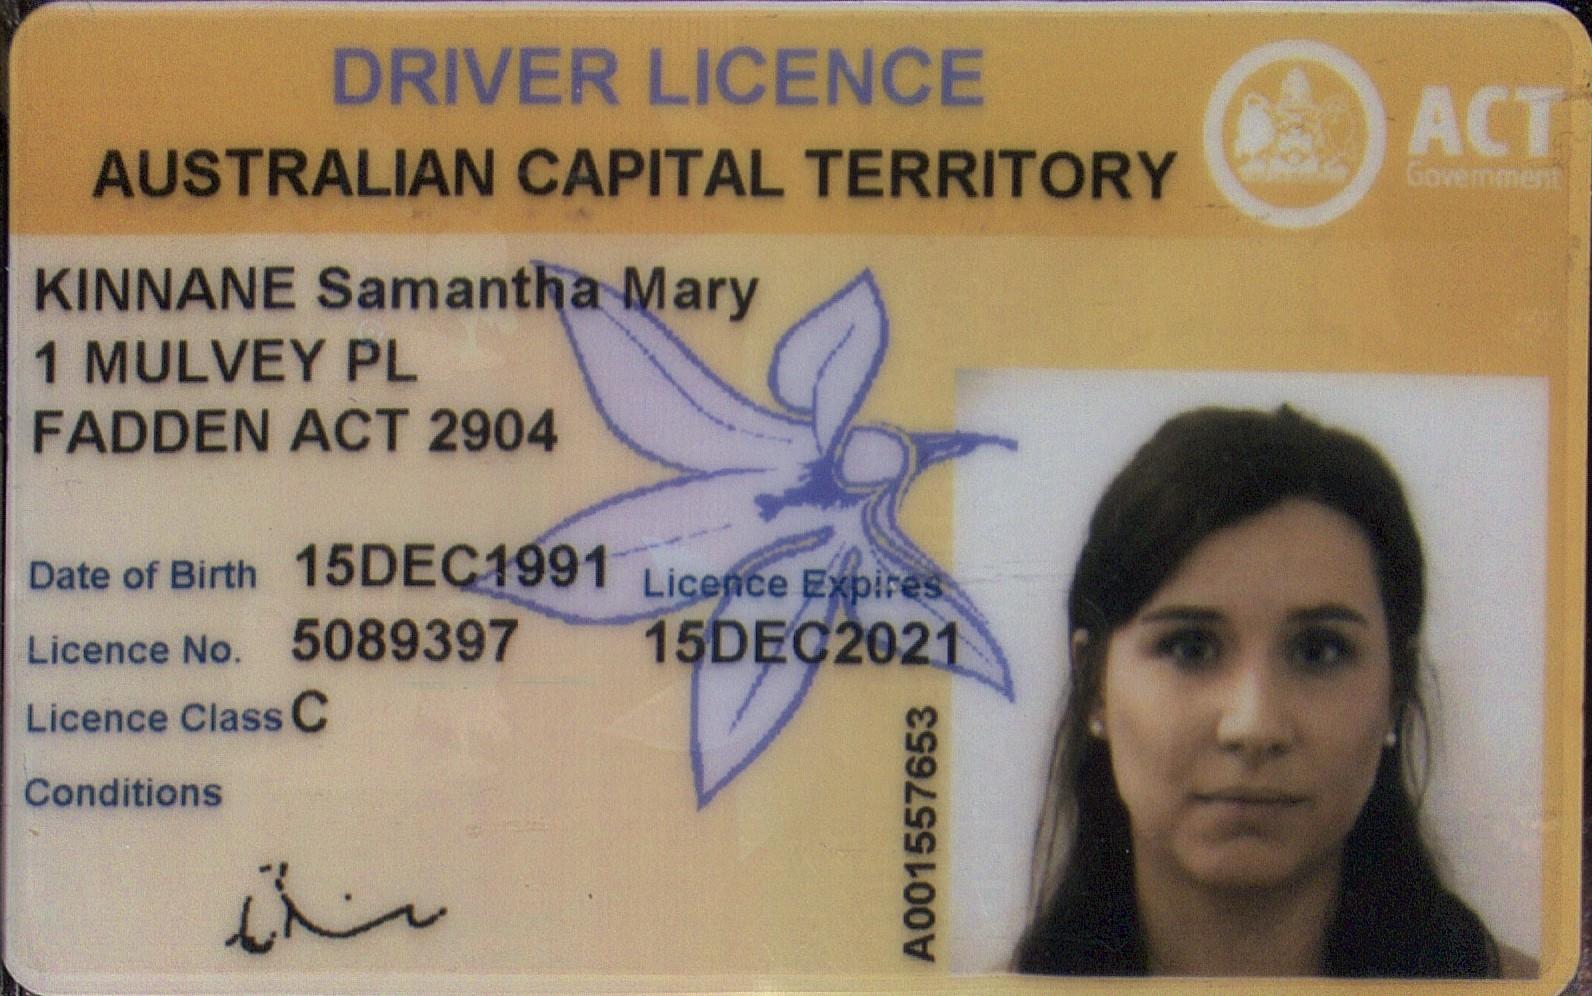 DRIVER LICENCE
AUSTRALIAN CAPITAL TERRITORY
ACT
Government
KINNANE Samantha Mary
1 MULVEY PL
FADDEN ACT 2904
Date of Birth 15DEC1991
Licence Expires
Licence No. 5089397
15DEC2021
Licence Class C
Conditions
A001557653